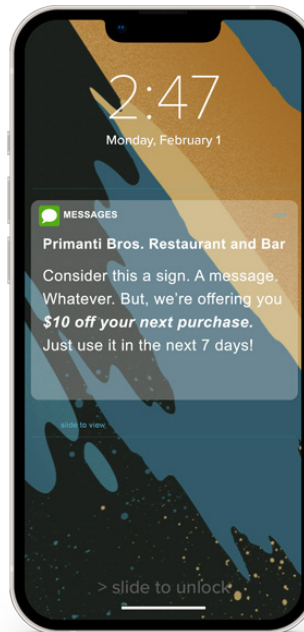 2:47
Monday, February 1
MESSAGES
Primanti Bros. Restaurant and Bar
Consider this a sign. A message.
Whatever. But, we're offering you
$10 off your next purchase.
Just use it in the next 7 days!
slide to view
> slide to unlock